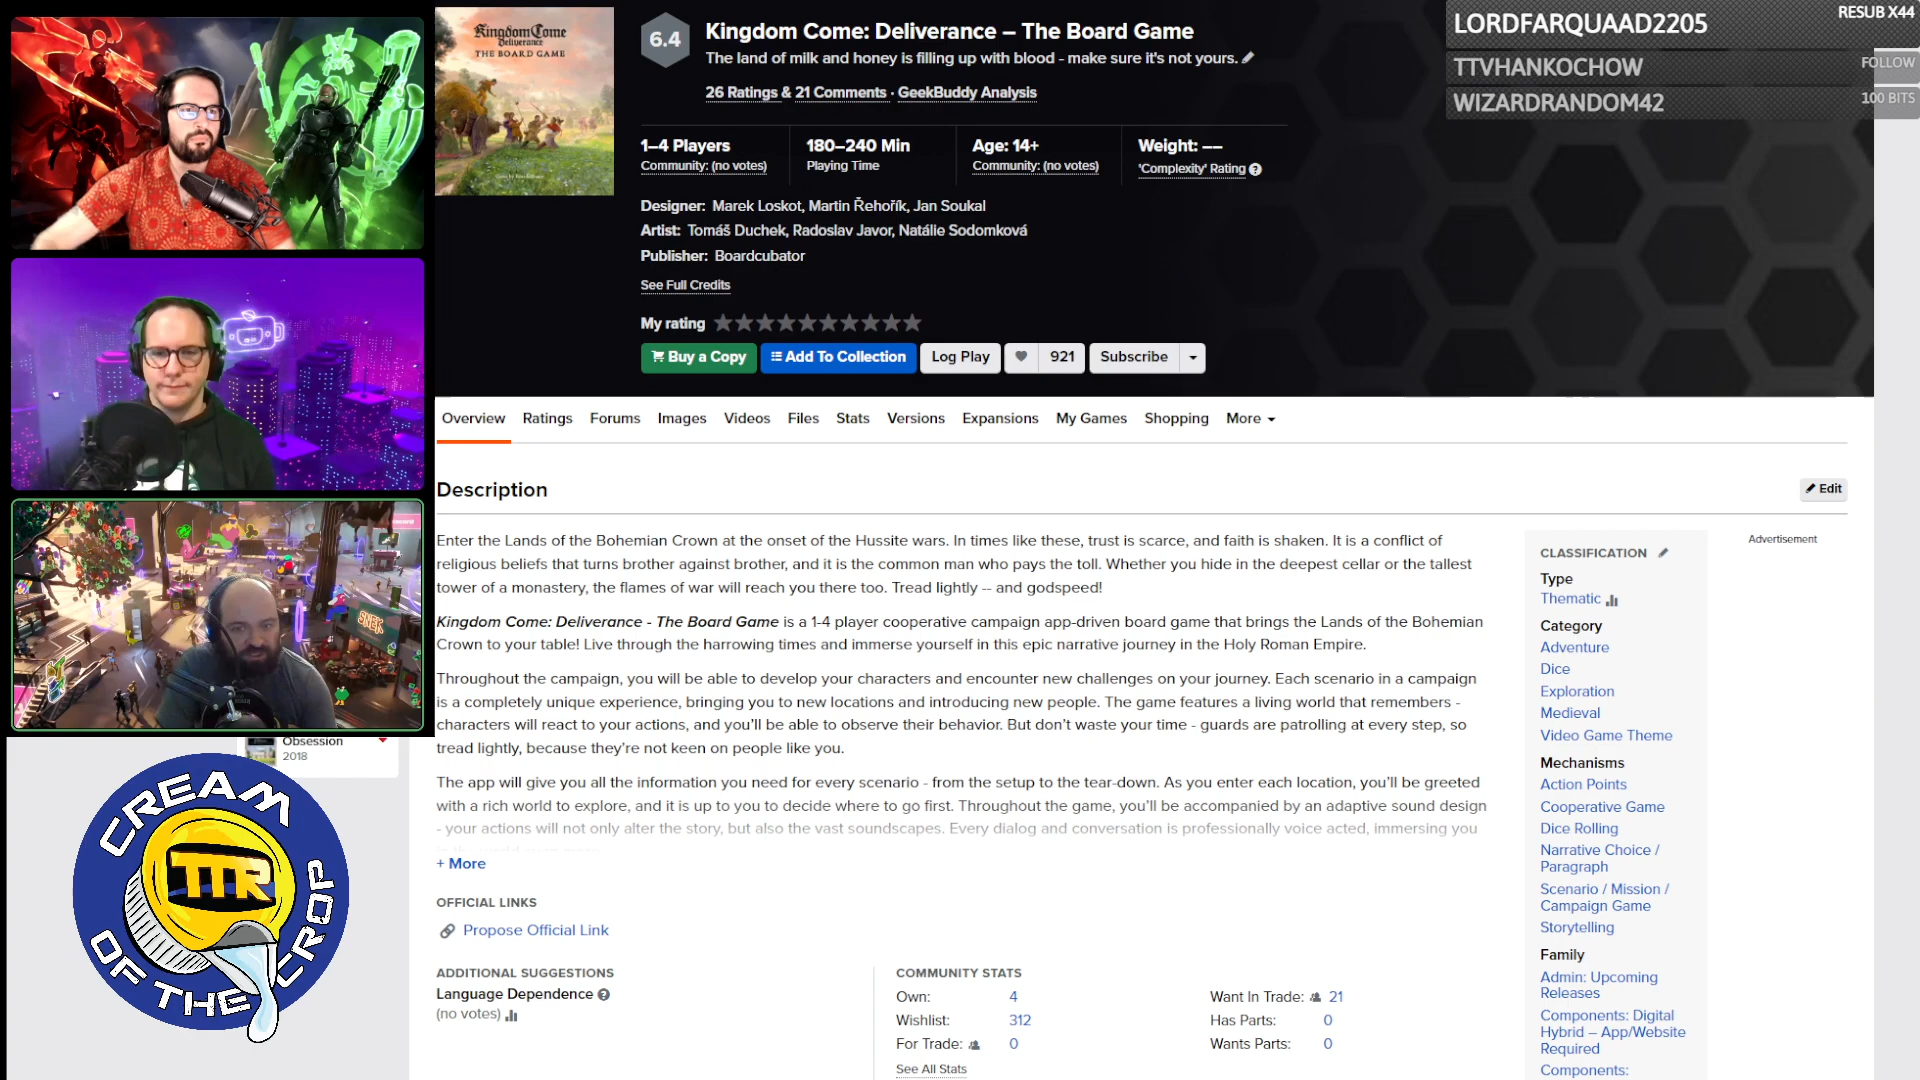 Kingdom Come
Deliverance
THE BOARD GAME
6.4
Kingdom Come: Deliverance – The Board Game
The land of milk and honey is filling up with blood - make sure it's not yours.
26 Ratings & 21 Comments · GeekBuddy Analysis
1–4 Players
Community: (no votes)
180–240 Min
Playing Time
Age: 14+
Community: (no votes)
Weight: --
'Complexity' Rating
Designer: Marek Loskot, Martin Řehořík, Jan Soukal
Artist: Tomáš Duchek, Radoslav Javor, Natálie Sodomková
Publisher: Boardcubator
See Full Credits
My rating
Buy a Copy
Add To Collection
Log Play
921
Subscribe
LORDFARQUAAD2205
RESUB X44
TTVHANKOCHOW
FOLLOW
WIZARDRANDOM42
100 BITS
Overview Ratings Forums Images Videos Files Stats Versions Expansions My Games Shopping More
Description
Edit
Enter the Lands of the Bohemian Crown at the onset of the Hussite wars. In times like these, trust is scarce, and faith is shaken. It is a conflict of
religious beliefs that turns brother against brother, and it is the common man who pays the toll. Whether you hide in the deepest cellar or the tallest
tower of a monastery, the flames of war will reach you there too. Tread lightly -- and godspeed!
Kingdom Come: Deliverance - The Board Game is a 1-4 player cooperative campaign app-driven board game that brings the Lands of the Bohemian
Crown to your table! Live through the harrowing times and immerse yourself in this epic narrative journey in the Holy Roman Empire.
Throughout the campaign, you will be able to develop your characters and encounter new challenges on your journey. Each scenario in a campaign
is a completely unique experience, bringing you to new locations and introducing new people. The game features a living world that remembers -
characters will react to your actions, and you'll be able to observe their behavior. But don't waste your time - guards are patrolling at every step, so
tread lightly, because they're not keen on people like you.
The app will give you all the information you need for every scenario - from the setup to the tear-down. As you enter each location, you'll be greeted
with a rich world to explore, and it is up to you to decide where to go first. Throughout the game, you'll be accompanied by an adaptive sound design
- your actions will not only alter the story, but also the vast soundscapes. Every dialog and conversation is professionally voice acted, immersing you
+ More
OFFICIAL LINKS
Propose Official Link
ADDITIONAL SUGGESTIONS
Language Dependence
(no votes)
COMMUNITY STATS
Own: 4
Wishlist: 312
For Trade: 0
See All Stats
Want In Trade: 21
Has Parts: 0
Wants Parts: 0
CLASSIFICATION
Type
Thematic
Category
Adventure
Dice
Exploration
Medieval
Video Game Theme
Mechanisms
Action Points
Cooperative Game
Dice Rolling
Narrative Choice /
Paragraph
Scenario / Mission /
Campaign Game
Storytelling
Family
Admin: Upcoming
Releases
Components: Digital
Hybrid – App/Website
Required
Components:
Advertisement
SNEK
Obsession
2018
CREAM
OF THE CROP
TTR